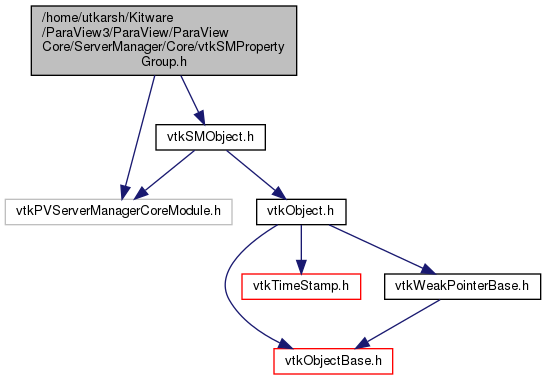 /home/utkarsh/Kitware
/ParaView3/ParaView/ParaView
Core/ServerManager/Core/vtkSMProperty
Group.h
vtkSMObject.h
vtkPVServerManagerCoreModule.h
vtkObject.h
vtkTimeStamp.h
vtkWeakPointerBase.h
vtkObjectBase.h